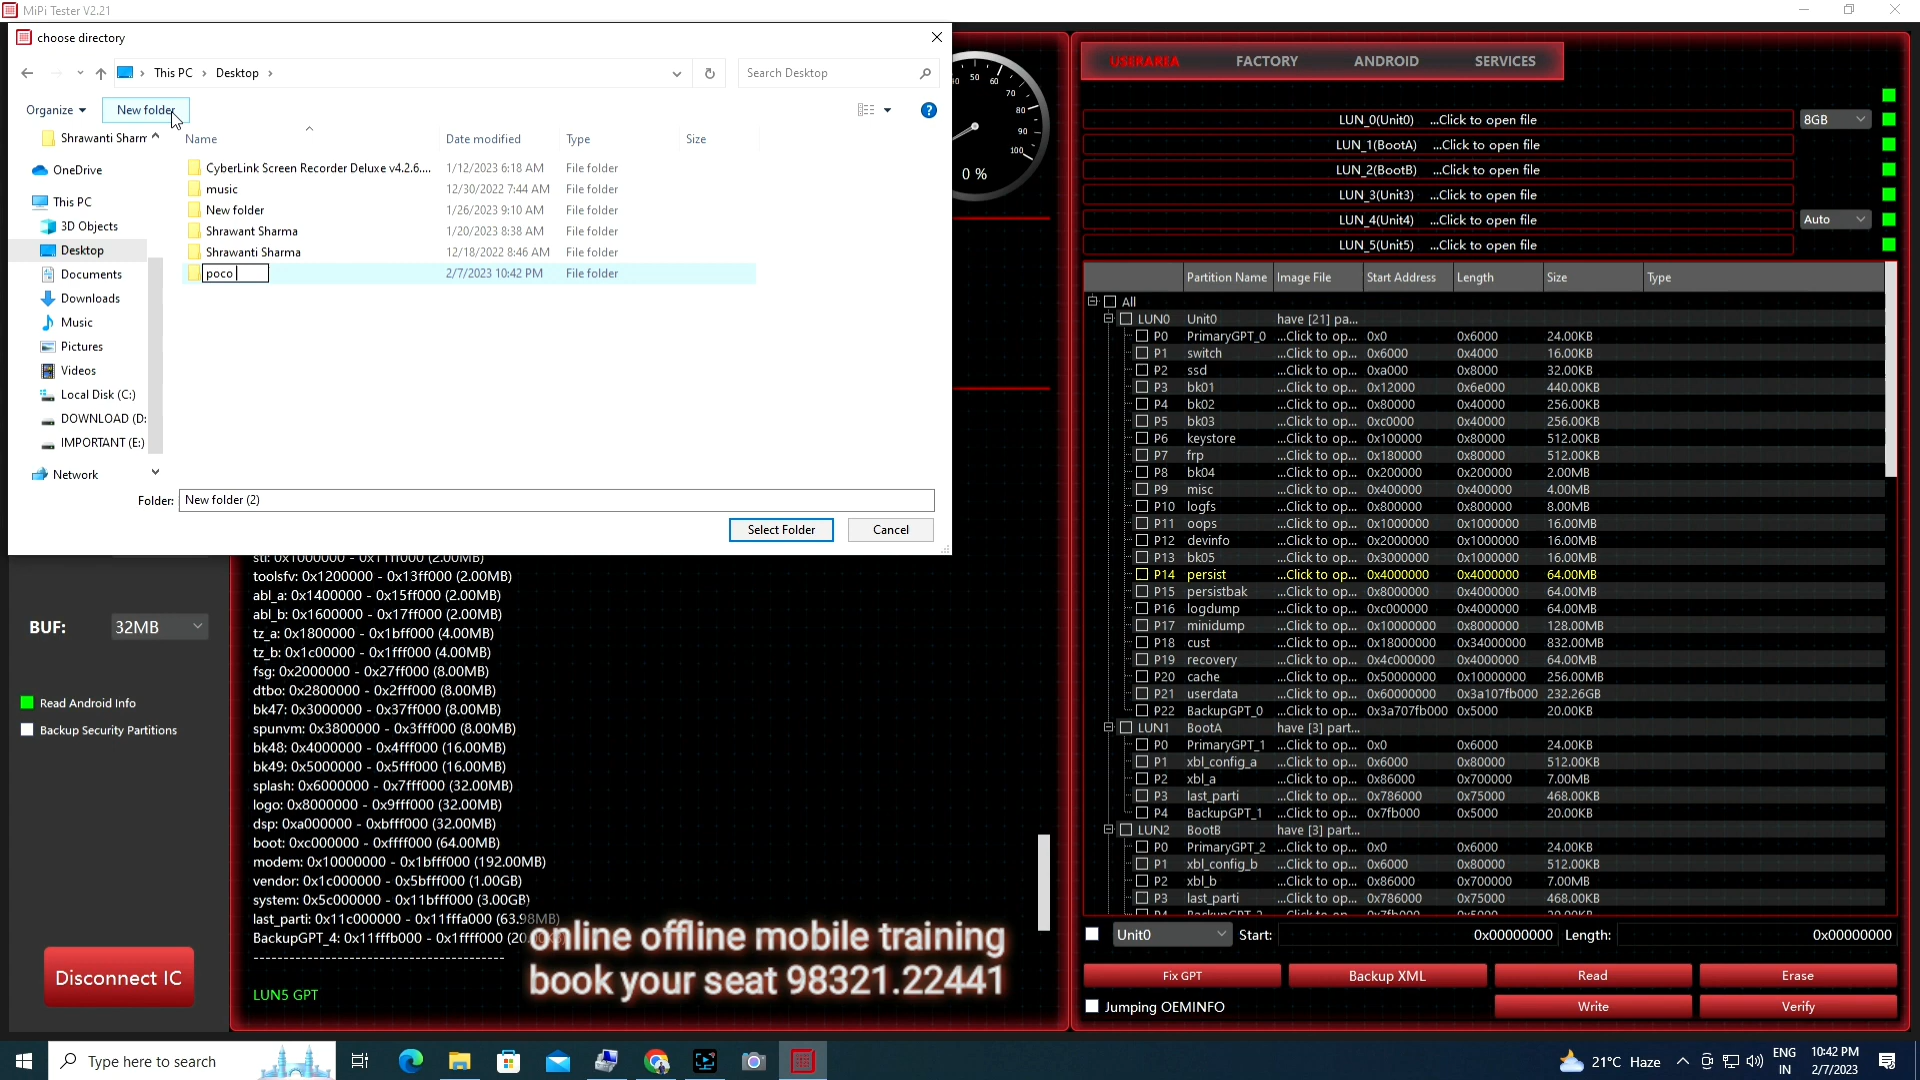 MiPi Tester V2.21
choose directory
This PC › Desktop ›
Search Desktop
Organize
New folder
Shrawanti Sharm
OneDrive
This PC
3D Objects
Desktop
Documents
Downloads
Music
Pictures
Videos
Local Disk (C:)
DOWNLOAD (D:
IMPORTANT (E:)
Network
Name Date modified Type Size
CyberLink Screen Recorder Deluxe v4.2.6.... 1/12/2023 6:18 AM File folder
music 12/30/2022 7:44 AM File folder
New folder 1/26/2023 9:10 AM File folder
Shrawant Sharma 1/20/2023 8:38 AM File folder
Shrawanti Sharma 12/18/2022 8:46 AM File folder
poco 2/7/2023 10:42 PM File folder
Folder: New folder (2)
Select Folder Cancel
50 60 70 80 90 100
0 %
BUF: 32MB
Read Android Info
Backup Security Partitions
Disconnect IC
toolsfv: 0x1200000 - 0x13ff000 (2.00MB)
abl_a: 0x1400000 - 0x15ff000 (2.00MB)
abl_b: 0x1600000 - 0x17ff000 (2.00MB)
tz_a: 0x1800000 - 0x1bff000 (4.00MB)
tz_b: 0x1c00000 - 0x1fff000 (4.00MB)
fsg: 0x2000000 - 0x27ff000 (8.00MB)
dtbo: 0x2800000 - 0x2fff000 (8.00MB)
bk47: 0x3000000 - 0x37ff000 (8.00MB)
spunvm: 0x3800000 - 0x3fff000 (8.00MB)
bk48: 0x4000000 - 0x4fff000 (16.00MB)
bk49: 0x5000000 - 0x5fff000 (16.00MB)
splash: 0x6000000 - 0x7fff000 (32.00MB)
logo: 0x8000000 - 0x9fff000 (32.00MB)
dsp: 0xa000000 - 0xbfff000 (32.00MB)
boot: 0xc000000 - 0xffff000 (64.00MB)
modem: 0x10000000 - 0x1bfff000 (192.00MB)
vendor: 0x1c000000 - 0x5bfff000 (1.00GB)
system: 0x5c000000 - 0x11bfff000 (3.00GB)
last_parti: 0x11c000000 - 0x11fffa000 (63.98MB)
BackupGPT_4: 0x11fffb000 - 0x1ffff000
LUN5 GPT
online offline mobile training
book your seat 98321.22441
USERAREA FACTORY ANDROID SERVICES
LUN_0(Unit0) ...Click to open file 8GB
LUN_1(BootA) ...Click to open file
LUN_2(BootB) ...Click to open file
LUN_3(Unit3) ...Click to open file
LUN_4(Unit4) ...Click to open file Auto
LUN_5(Unit5) ...Click to open file
Partition Name Image File Start Address Length Size Type
All
LUN0 Unit0 have [21] pa...
P0 PrimaryGPT_0 ...Click to op... 0x0 0x6000 24.00KB
P1 switch ...Click to op... 0x6000 0x4000 16.00KB
P2 ssd ...Click to op... 0xa000 0x8000 32.00KB
P3 bk01 ...Click to op... 0x12000 0x6e000 440.00KB
P4 bk02 ...Click to op... 0x80000 0x40000 256.00KB
P5 bk03 ...Click to op... 0xc0000 0x40000 256.00KB
P6 keystore ...Click to op... 0x100000 0x80000 512.00KB
P7 frp ...Click to op... 0x180000 0x80000 512.00KB
P8 bk04 ...Click to op... 0x200000 0x200000 2.00MB
P9 misc ...Click to op... 0x400000 0x400000 4.00MB
P10 logfs ...Click to op... 0x800000 0x800000 8.00MB
P11 oops ...Click to op... 0x1000000 0x1000000 16.00MB
P12 devinfo ...Click to op... 0x2000000 0x1000000 16.00MB
P13 bk05 ...Click to op... 0x3000000 0x1000000 16.00MB
P14 persist ...Click to op... 0x4000000 0x4000000 64.00MB
P15 persistbak ...Click to op... 0x8000000 0x4000000 64.00MB
P16 logdump ...Click to op... 0xc000000 0x4000000 64.00MB
P17 minidump ...Click to op... 0x10000000 0x8000000 128.00MB
P18 cust ...Click to op... 0x18000000 0x34000000 832.00MB
P19 recovery ...Click to op... 0x4c000000 0x4000000 64.00MB
P20 cache ...Click to op... 0x50000000 0x10000000 256.00MB
P21 userdata ...Click to op... 0x60000000 0x3a107fb000 232.26GB
P22 BackupGPT_0 ...Click to op... 0x3a707fb000 0x5000 20.00KB
LUN1 BootA have [3] part...
P0 PrimaryGPT_1 ...Click to op... 0x0 0x6000 24.00KB
P1 xbl_config_a ...Click to op... 0x6000 0x80000 512.00KB
P2 xbl_a ...Click to op... 0x86000 0x700000 7.00MB
P3 last_parti ...Click to op... 0x786000 0x75000 468.00KB
P4 BackupGPT_1 ...Click to op... 0x7fb000 0x5000 20.00KB
LUN2 BootB have [3] part...
P0 PrimaryGPT_2 ...Click to op... 0x0 0x6000 24.00KB
P1 xbl_config_b ...Click to op... 0x6000 0x80000 512.00KB
P2 xbl_b ...Click to op... 0x86000 0x700000 7.00MB
P3 last_parti ...Click to op... 0x786000 0x75000 468.00KB
Unit0 Start: 0x00000000 Length: 0x00000000
Fix GPT Backup XML Read Erase
Jumping OEMINFO Write Verify
Type here to search
21°C Haze
ENG
IN
10:42 PM
2/7/2023